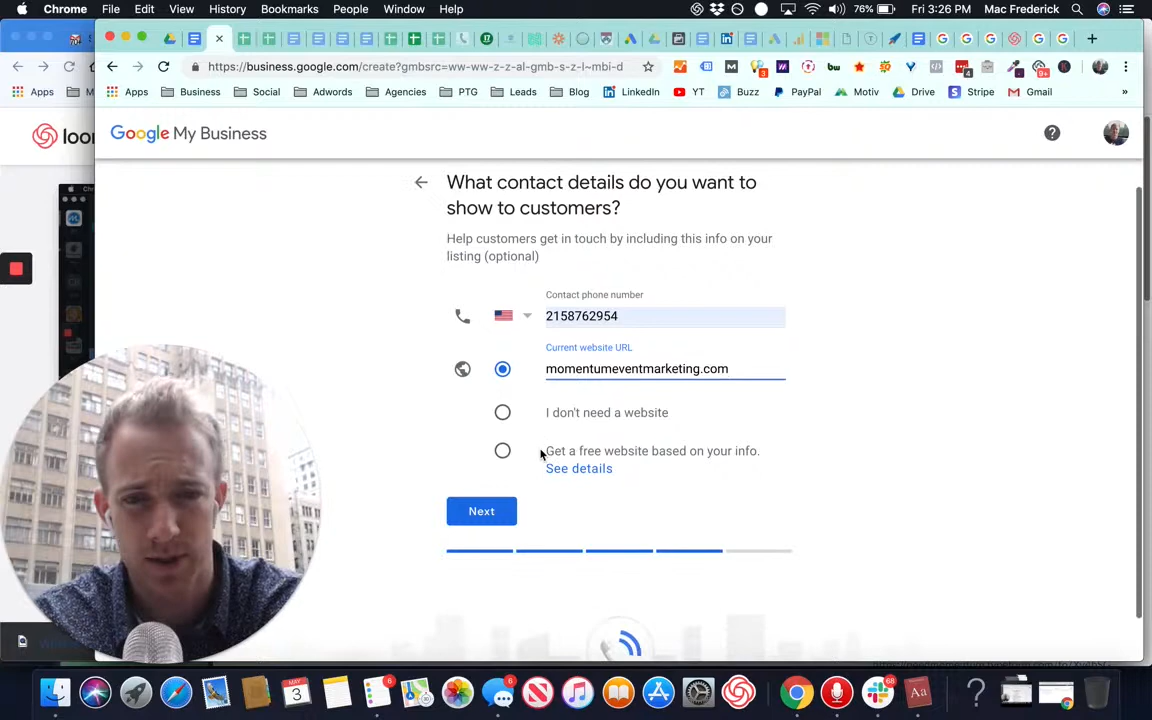 Chrome File Edit View History Bookmarks People Window Help
76% Fri 3:26 PM Mac Frederick
https://business.google.com/create?gmbsrc=ww-ww-z-z-al-gmb-s-z-l~mbi-d
Apps
Apps Business Social Adwords Agencies PTG Leads Blog LinkedIn YT Buzz PayPal Motiv Drive Stripe Gmail »
loo
Google My Business
What contact details do you want to
show to customers?
Help customers get in touch by including this info on your
listing (optional)
Contact phone number
2158762954
Current website URL
momentumeventmarketing.com
I don't need a website
Get a free website based on your info.
See details
Next